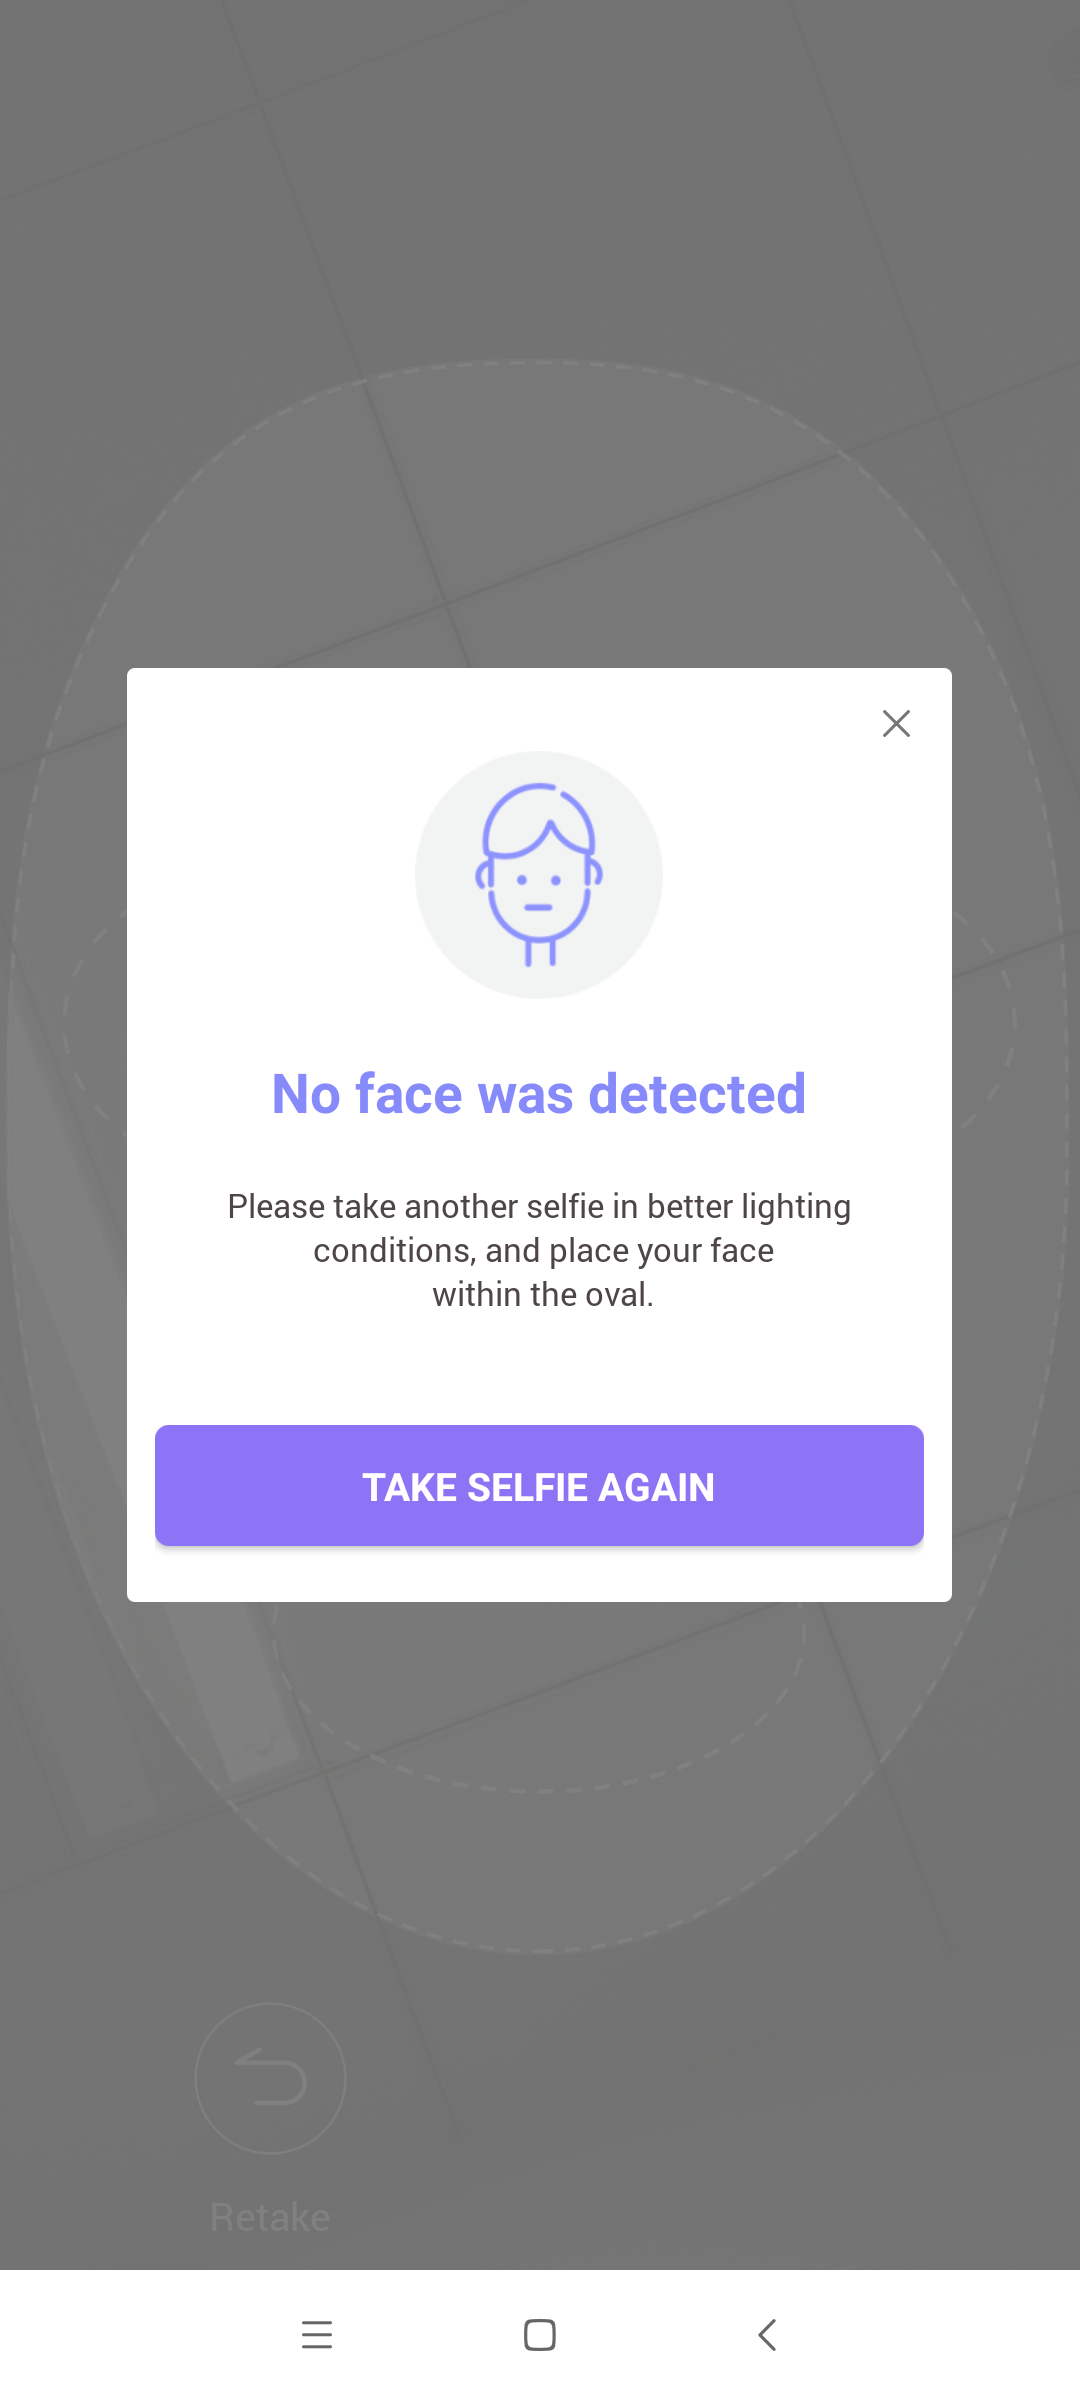 No face was detected
Please take another selfie in better lighting
conditions, and place your face
within the oval.
TAKE SELFIE AGAIN
Retake